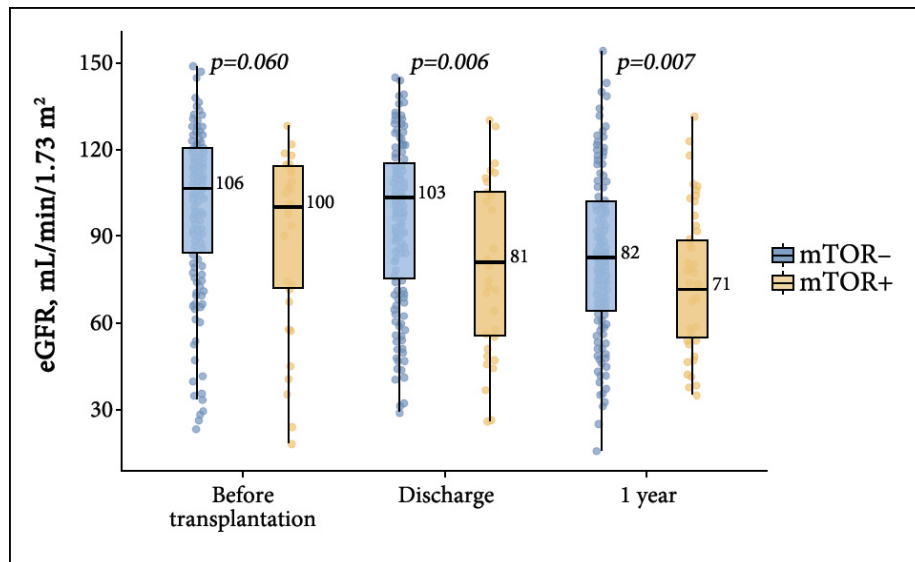 eGFR, mL/min/1.73 m²
150
120
90
60
30
p=0.060
p=0.006
p=0.007
106
100
103
81
82
71
Before
transplantation
Discharge
1 year
mTOR–
mTOR+